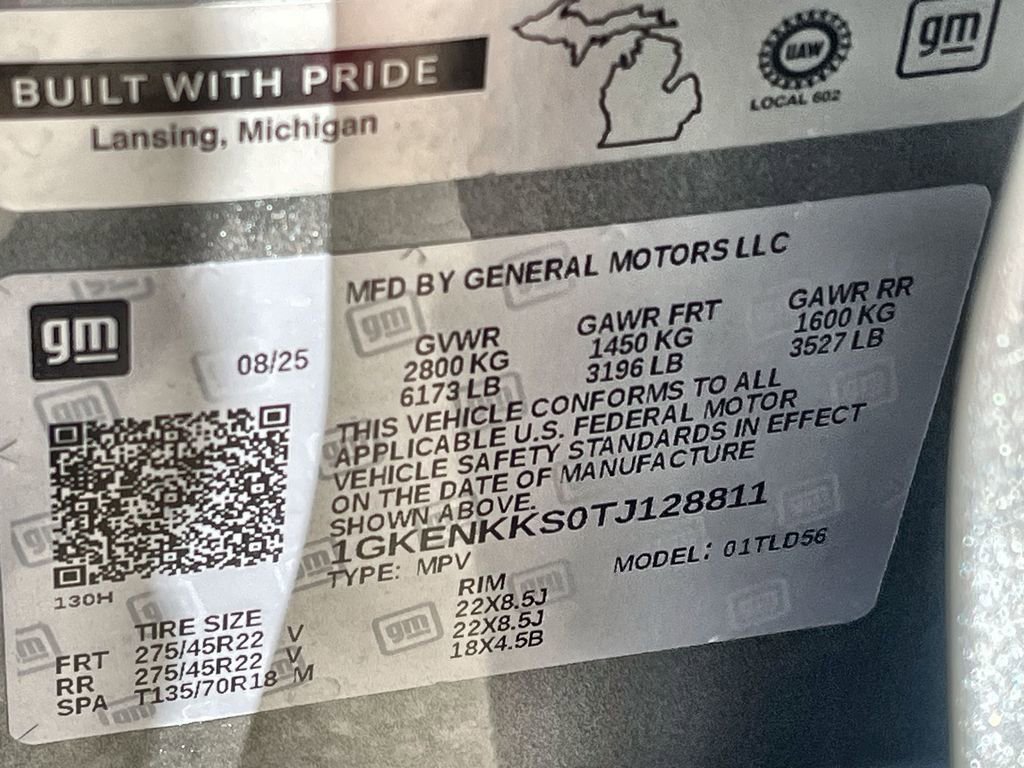 BUILT WITH PRIDE
Lansing, Michigan
UAW
LOCAL 602
gm
gm
08/25
MFD BY GENERAL MOTORS LLC
GVWR GAWR FRT GAWR RR
2800 KG 1450 KG 1600 KG
6173 LB 3196 LB 3527 LB
THIS VEHICLE CONFORMS TO ALL
APPLICABLE U.S. FEDERAL MOTOR
VEHICLE SAFETY STANDARDS IN EFFECT
ON THE DATE OF MANUFACTURE
SHOWN ABOVE.
1GKENKKS0TJ128811
TYPE: MPV MODEL: 01TLD56
130H
TIRE SIZE RIM
FRT 275/45R22 V 22X8.5J
RR 275/45R22 V 22X8.5J
SPA T135/70R18 M 18X4.5B